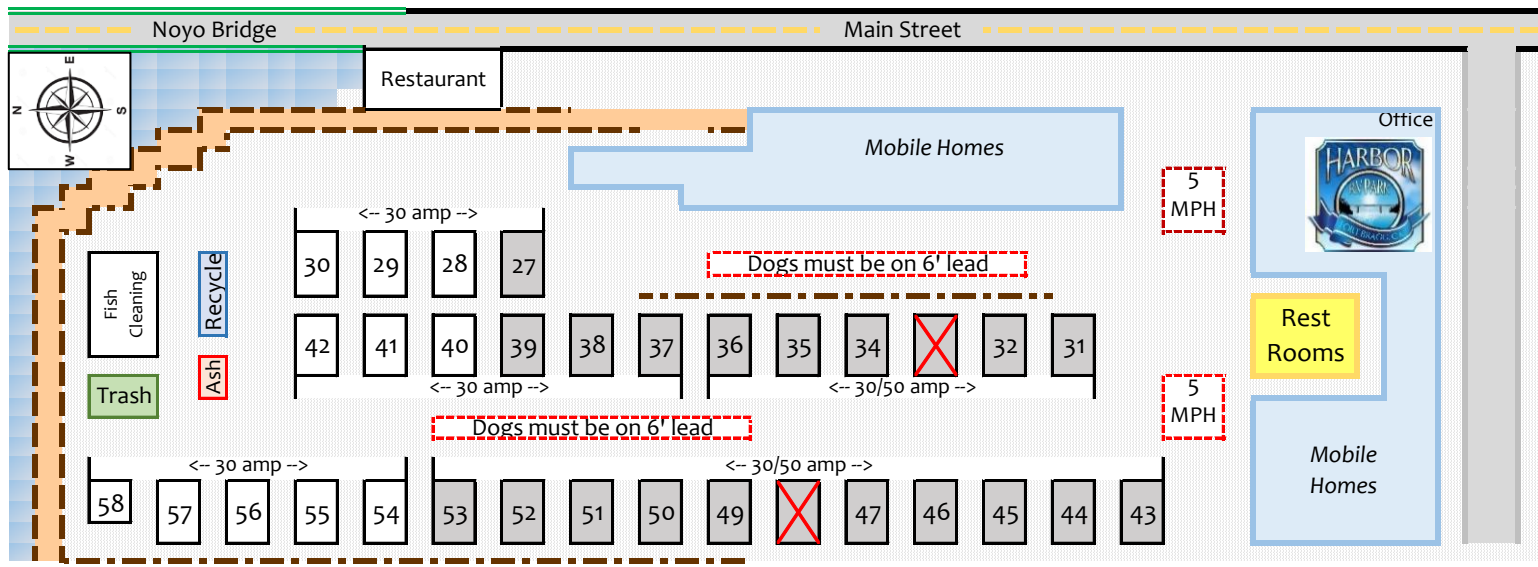 Noyo Bridge
Main Street
E
N
S
W
Restaurant
Mobile Homes
Office
HARBOR
RV PARK
FORT BRAGG, CA
5
MPH
<-- 30 amp -->
30
29
28
27
Dogs must be on 6' lead
Fish
Cleaning
Recycle
Rest
Rooms
42
41
40
39
38
37
36
35
34
32
31
<-- 30 amp -->
<-- 30/50 amp -->
Ash
Trash
5
MPH
Dogs must be on 6' lead
<-- 30 amp -->
<-- 30/50 amp -->
Mobile
Homes
58
57
56
55
54
53
52
51
50
49
47
46
45
44
43